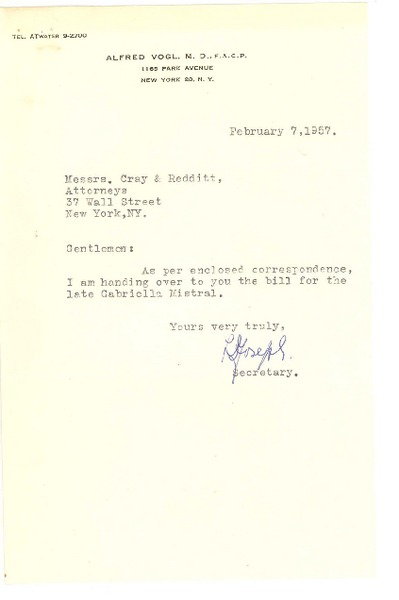 TEL. ATWATER 9-2700
ALFRED VOGL, M. D., F.A.C.P.
1165 PARK AVENUE
NEW YORK 28, N. Y.
February 7,1957.
Messrs. Cray & Redditt,
Attorneys
37 Wall Street
New York,NY.
Gentlemen:
As per enclosed correspondence,
I am handing over to you the bill for the
late Gabriella Mistral.
Yours very truly,
Joseph.
Secretary.